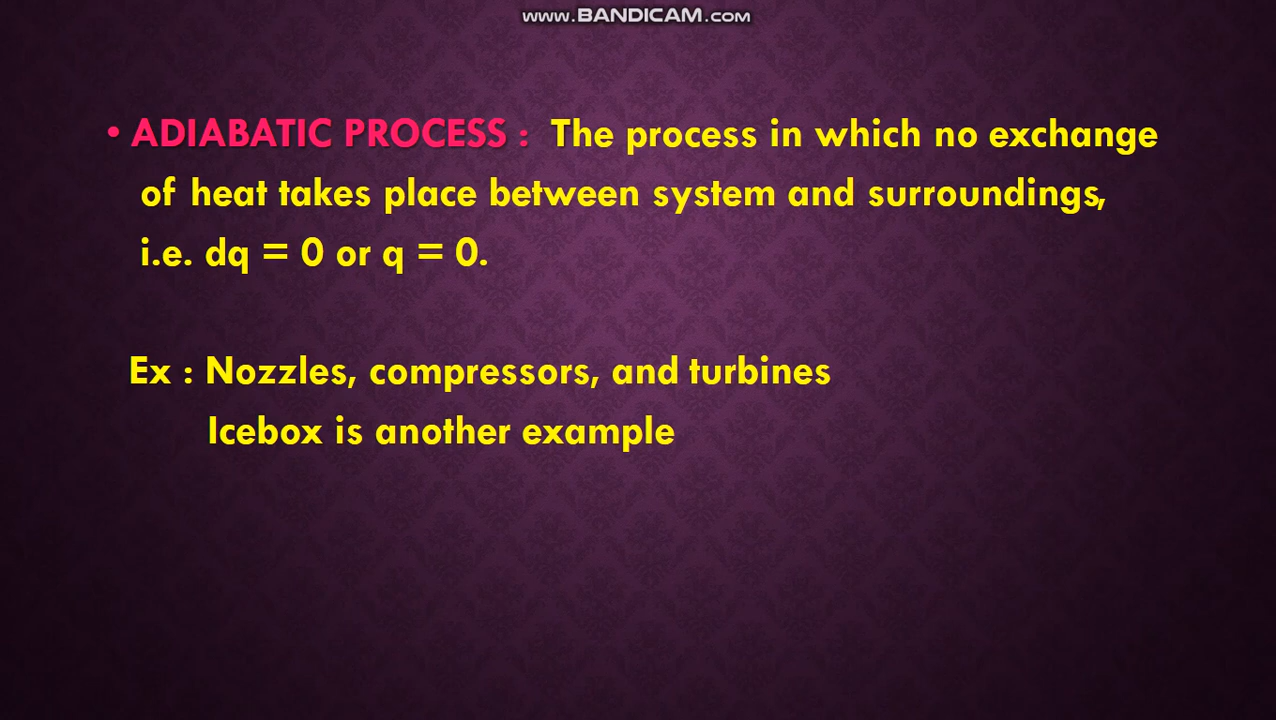 www.BANDICAM.com
• ADIABATIC PROCESS : The process in which no exchange
of heat takes place between system and surroundings,
i.e. dq = 0 or q = 0.
Ex : Nozzles, compressors, and turbines
Icebox is another example